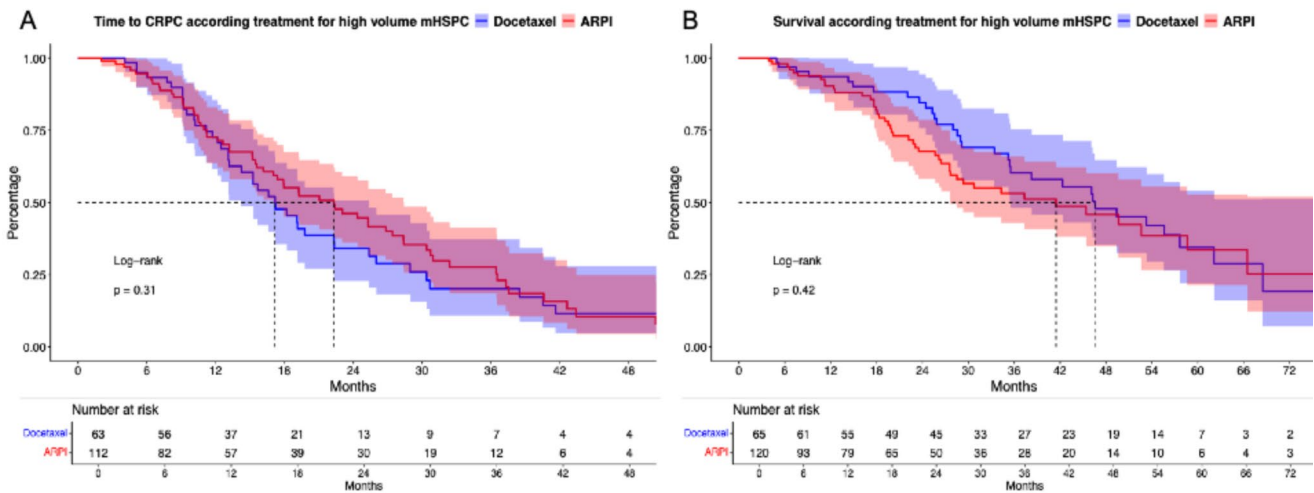 A
Time to CRPC according treatment for high volume mHSPC Docetaxel ARPI
1.00
0.75
0.50
0.25
0.00
Percentage
Log-rank
p = 0.31
0 6 12 18 24 30 36 42 48
Months
Number at risk
Docetaxel 63 56 37 21 13 9 7 4 4
ARPI 112 82 57 39 30 19 12 6 4
0 6 12 18 24 30 36 42 48
Months
B
Survival according treatment for high volume mHSPC Docetaxel ARPI
1.00
0.75
0.50
0.25
0.00
Percentage
Log-rank
p = 0.42
0 6 12 18 24 30 36 42 48 54 60 66 72
Months
Number at risk
Docetaxel 65 61 55 49 45 33 27 23 19 14 7 3 2
ARPI 120 93 79 65 50 36 28 20 14 10 6 4 3
0 6 12 18 24 30 36 42 48 54 60 66 72
Months